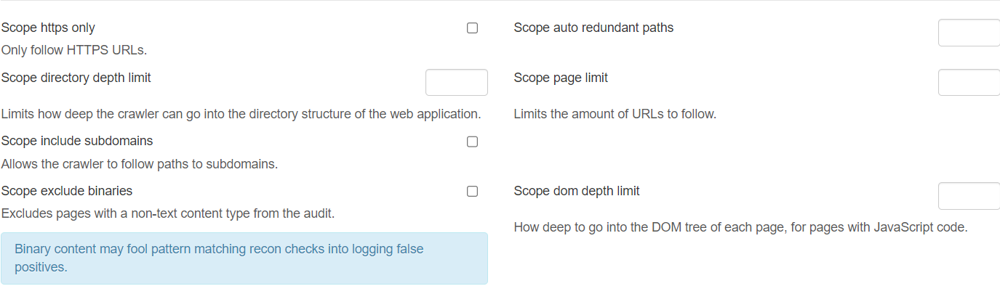 Scope https only
Only follow HTTPS URLs.
Scope directory depth limit
Limits how deep the crawler can go into the directory structure of the web application.
Scope include subdomains
Allows the crawler to follow paths to subdomains.
Scope exclude binaries
Excludes pages with a non-text content type from the audit.
Binary content may fool pattern matching recon checks into logging false
positives.
Scope auto redundant paths
Scope page limit
Limits the amount of URLs to follow.
Scope dom depth limit
How deep to go into the DOM tree of each page, for pages with JavaScript code.